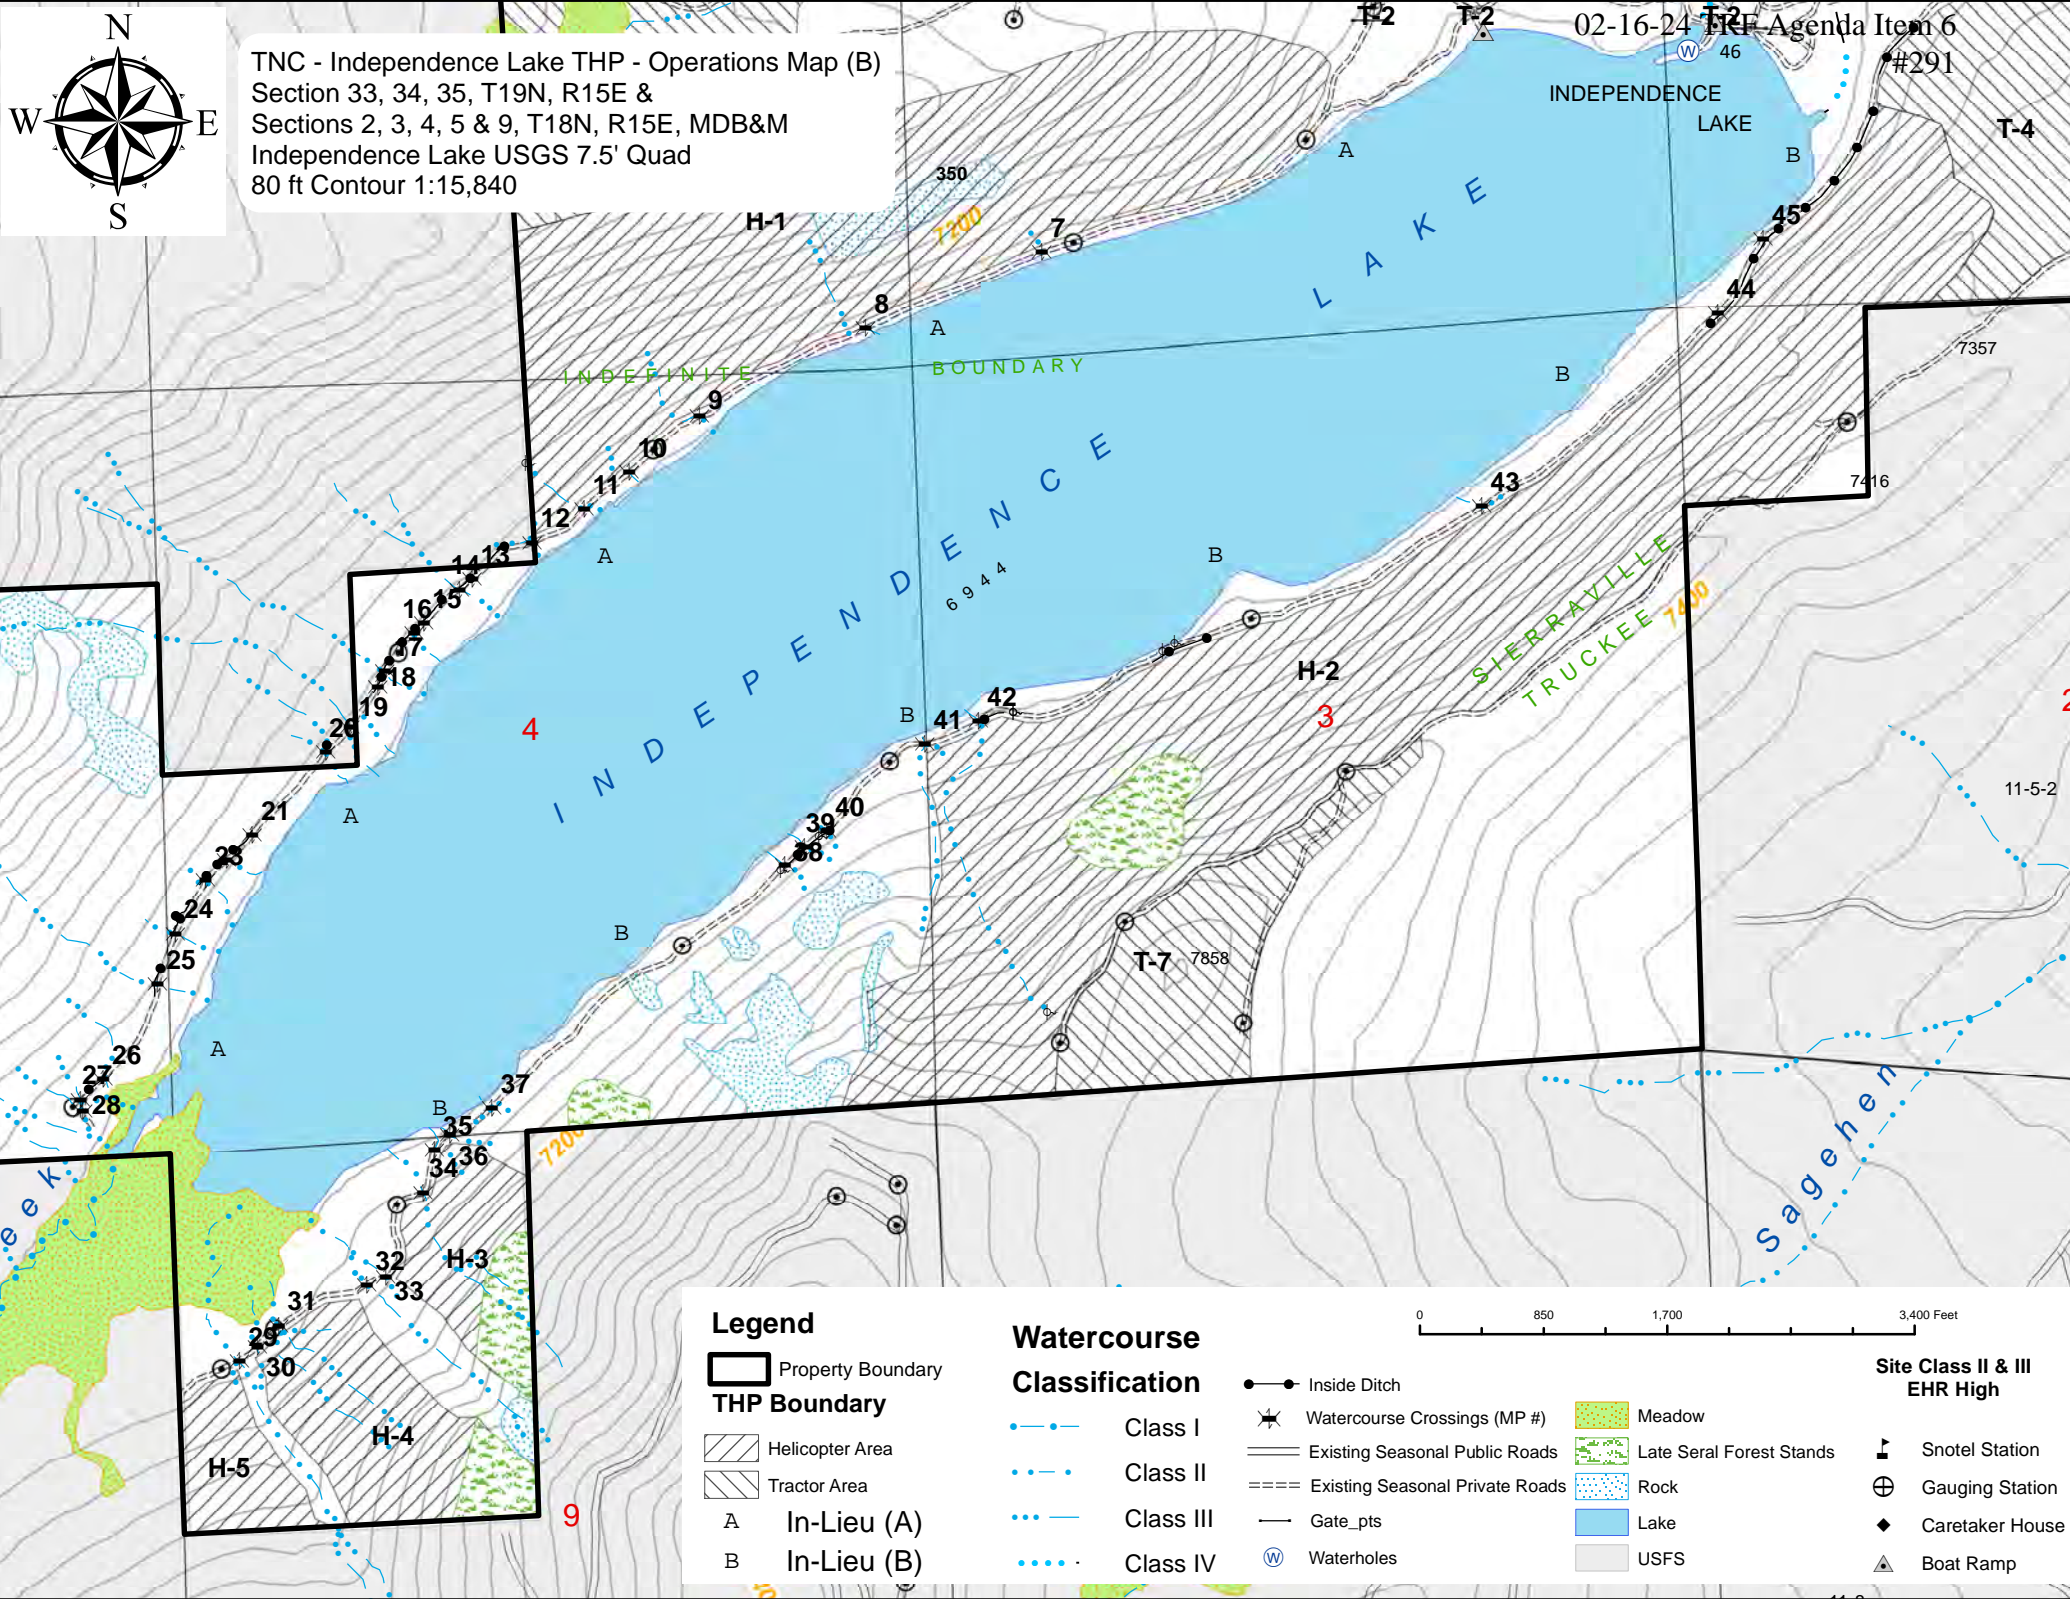 02-16-24 TRF Agenda Item 6
#291
N
W
E
S
TNC - Independence Lake THP - Operations Map (B)
Section 33, 34, 35, T19N, R15E &
Sections 2, 3, 4, 5 & 9, T18N, R15E, MDB&M
Independence Lake USGS 7.5' Quad
80 ft Contour 1:15,840
T-2
T-2
T-2
46
INDEPENDENCE
LAKE
T-4
A
B
350
H-1
7200
7
45
LAKE
44
8
A
7357
INDEFINITE
BOUNDARY
B
9
10
11
12
7416
43
13
14
15
16
17
18
19
20
A
B
6944
INDEPENDENCE
SIERRAVILLE
TRUCKEE
7400
H-2
3
2
4
42
41
B
11-5-2
21
A
40
39
38
23
24
25
B
T-7
7858
26
27
28
A
37
B
35
36
34
7200
Sagehen
eek
32
33
H-3
31
29
30
H-4
H-5
9
Legend
Property Boundary
THP Boundary
Helicopter Area
Tractor Area
A In-Lieu (A)
B In-Lieu (B)
Watercourse
Classification
Class I
Class II
Class III
Class IV
0 850 1,700 3,400 Feet
Inside Ditch
Watercourse Crossings (MP #)
Existing Seasonal Public Roads
Existing Seasonal Private Roads
Gate_pts
W Waterholes
Meadow
Late Seral Forest Stands
Rock
Lake
USFS
Site Class II & III
EHR High
Snotel Station
Gauging Station
Caretaker House
Boat Ramp